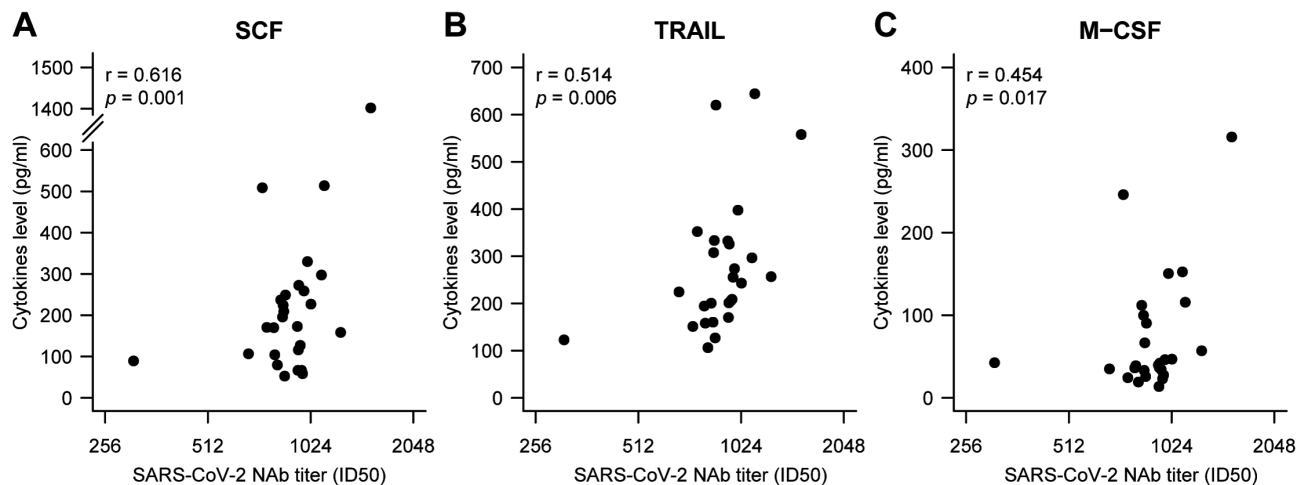 A
SCF
r = 0.616
p = 0.001
1500
1400
600
500
400
300
200
100
0
Cytokines level (pg/ml)
256
512
1024
2048
SARS-CoV-2 NAb titer (ID50)
B
TRAIL
r = 0.514
p = 0.006
700
600
500
400
300
200
100
0
Cytokines level (pg/ml)
256
512
1024
2048
SARS-CoV-2 NAb titer (ID50)
C
M−CSF
r = 0.454
p = 0.017
400
300
200
100
0
Cytokines level (pg/ml)
256
512
1024
2048
SARS-CoV-2 NAb titer (ID50)